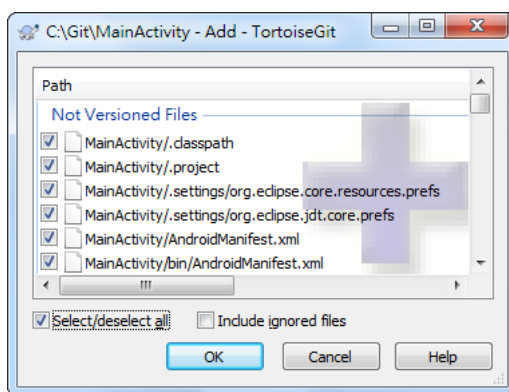 C:\Git\MainActivity - Add - TortoiseGit
Path
Not Versioned Files
MainActivity/.classpath
MainActivity/.project
MainActivity/.settings/org.eclipse.core.resources.prefs
MainActivity/.settings/org.eclipse.jdt.core.prefs
MainActivity/AndroidManifest.xml
MainActivity/bin/AndroidManifest.xml
Select/deselect all
Include ignored files
OK
Cancel
Help